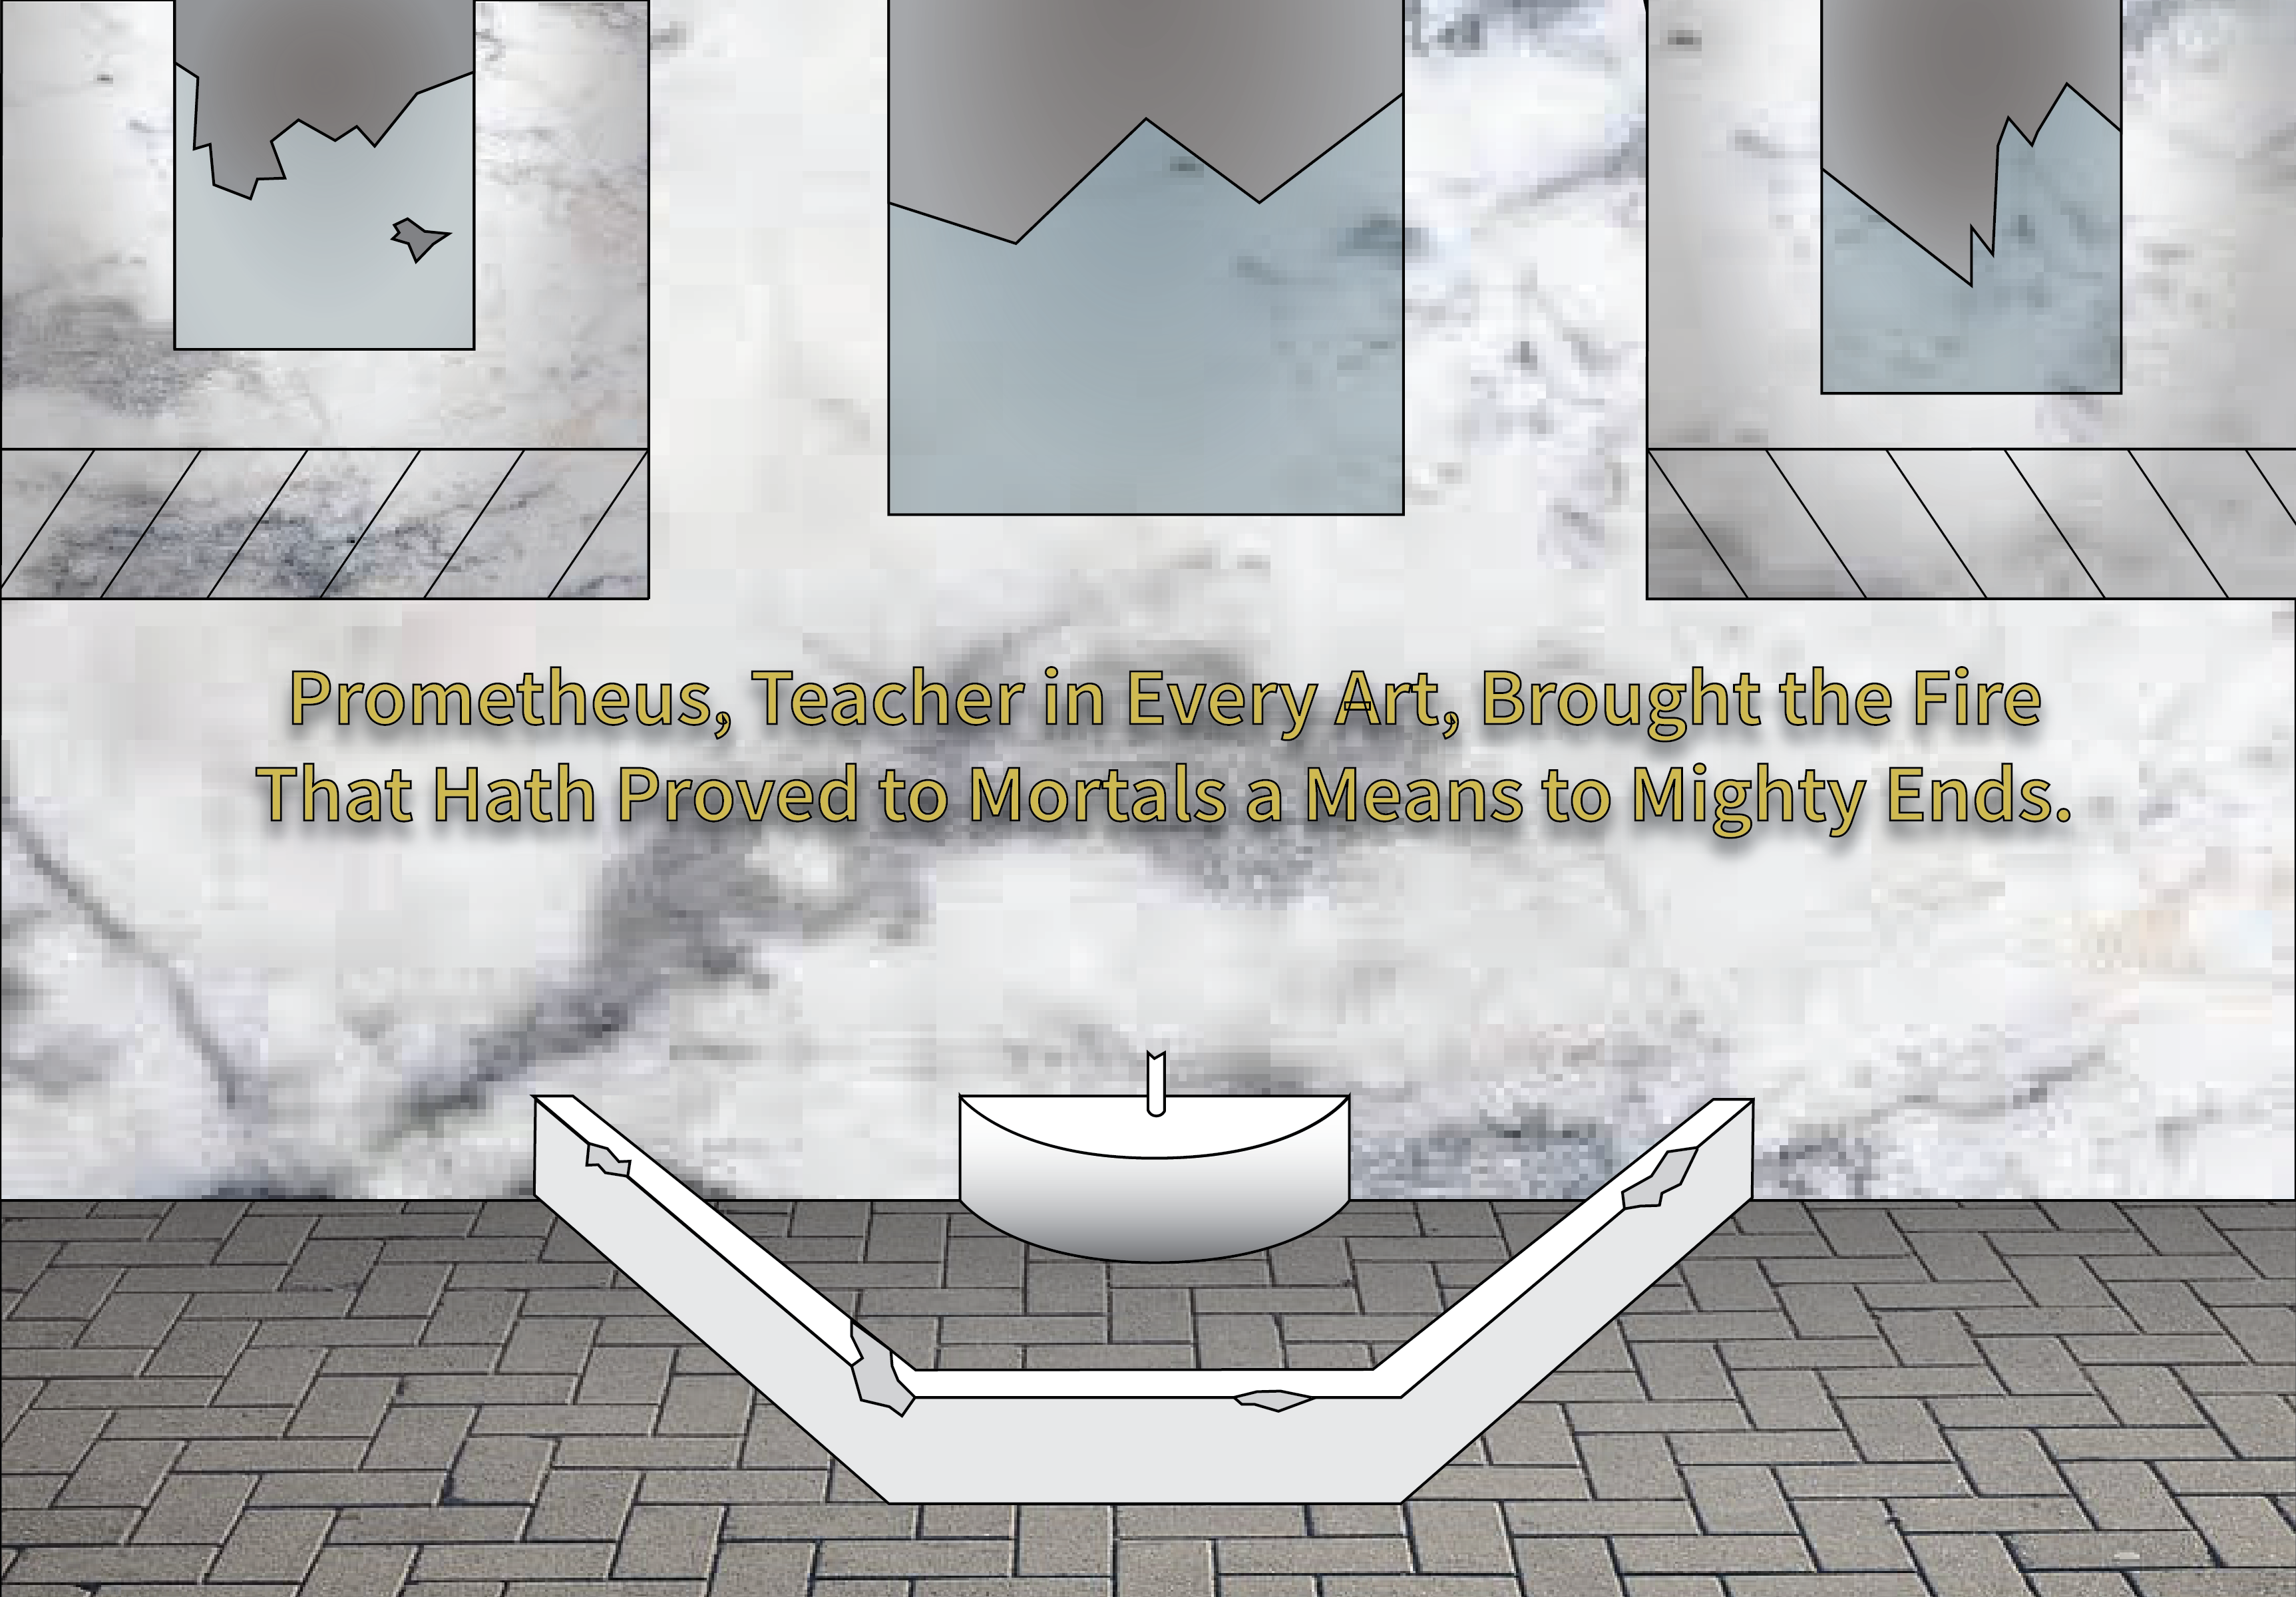 Prometheus, Teacher in Every Art, Brought the Fire
That Hath Proved to Mortals a Means to Mighty Ends.